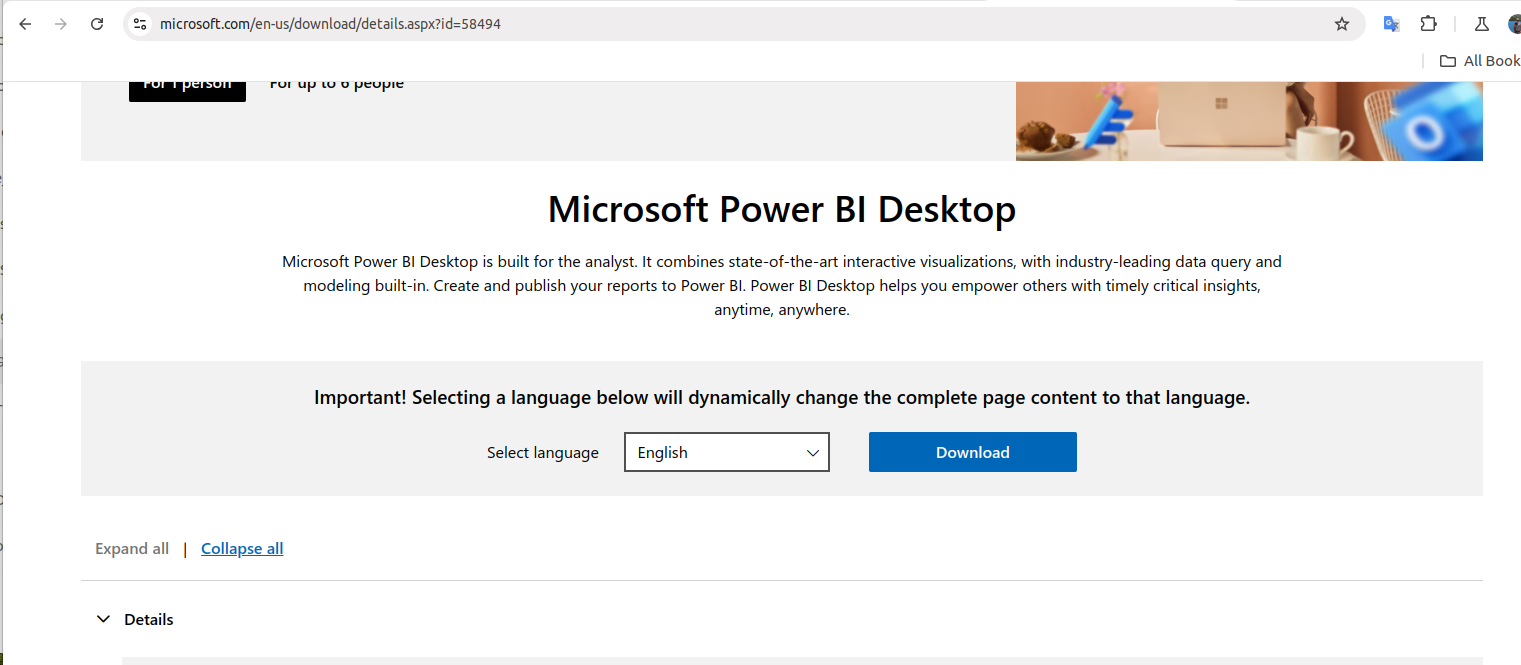 microsoft.com/en-us/download/details.aspx?id=58494
All Book
For 1 person For up to 6 people
Microsoft Power BI Desktop
Microsoft Power BI Desktop is built for the analyst. It combines state-of-the-art interactive visualizations, with industry-leading data query and
modeling built-in. Create and publish your reports to Power BI. Power BI Desktop helps you empower others with timely critical insights,
anytime, anywhere.
Important! Selecting a language below will dynamically change the complete page content to that language.
Select language English Download
Expand all | Collapse all
Details